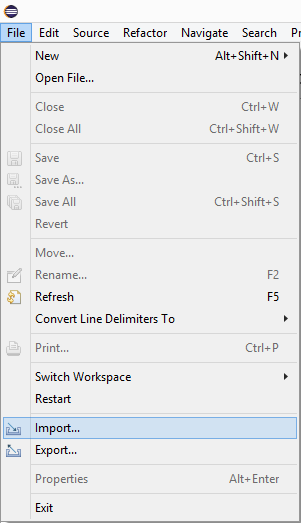 File Edit Source Refactor Navigate Search
New Alt+Shift+N
Open File...
Close Ctrl+W
Close All Ctrl+Shift+W
Save Ctrl+S
Save As...
Save All Ctrl+Shift+S
Revert
Move...
Rename... F2
Refresh F5
Convert Line Delimiters To
Print... Ctrl+P
Switch Workspace
Restart
Import...
Export...
Properties Alt+Enter
Exit